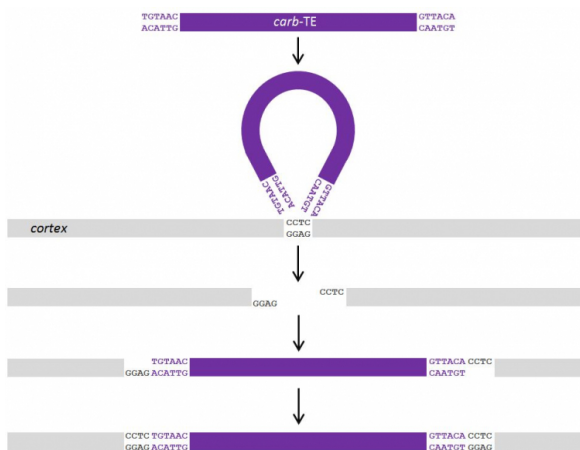 TGTAAC carb-TE GTTACA
ACATTG CAATGT
TGTAAC
ACATTG
CAATGT
GTTACA
cortex CCTC
GGAG
CCTC
GGAG
TGTAAC GTTACA CCTC
GGAG ACATTG CAATGT
CCTC TGTAAC GTTACA CCTC
GGAG ACATTG CAATGT GGAG